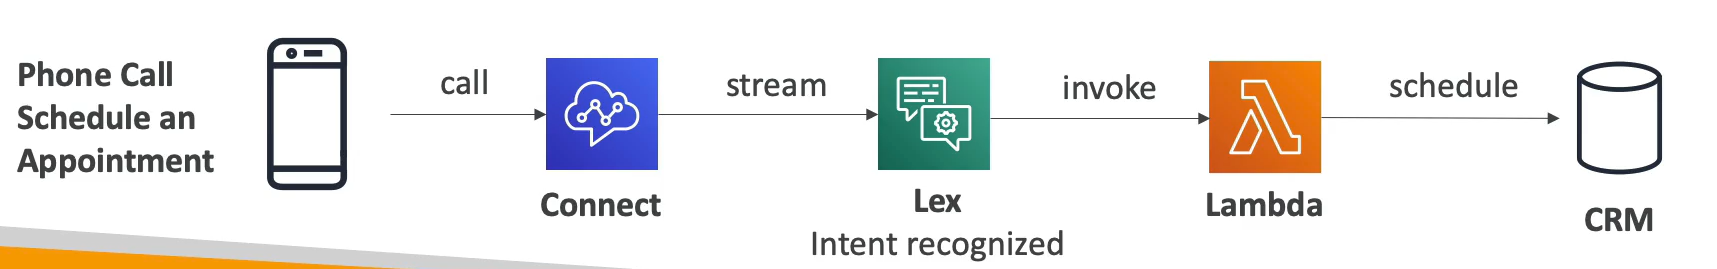 Phone Call
Schedule an
Appointment
call
stream
invoke
schedule
Connect
Lex
Lambda
CRM
Intent recognized